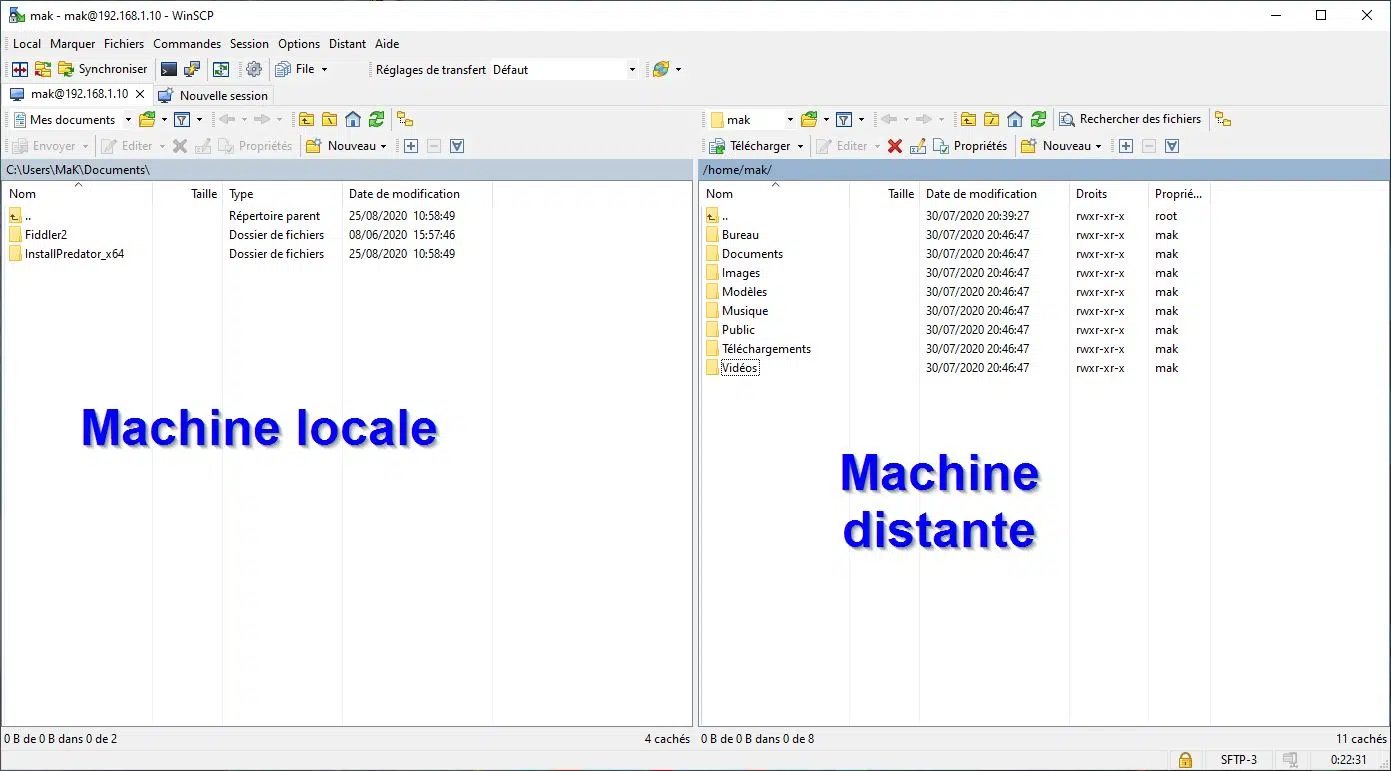 mak - mak@192.168.1.10 - WinSCP
Local Marquer Fichiers Commandes Session Options Distant Aide
Synchroniser File Réglages de transfert Défaut
mak@192.168.1.10 Nouvelle session
Mes documents
Envoyer Editer Propriétés Nouveau
C:\Users\MaK\Documents\
Nom Taille Type Date de modification
.. Répertoire parent 25/08/2020 10:58:49
Fiddler2 Dossier de fichiers 08/06/2020 15:57:46
InstallPredator_x64 Dossier de fichiers 25/08/2020 10:58:49
Machine locale
0 B de 0 B dans 0 de 2 4 cachés
mak Rechercher des fichiers
Télécharger Editer Propriétés Nouveau
/home/mak/
Nom Taille Date de modification Droits Proprié...
.. 30/07/2020 20:39:27 rwxr-xr-x root
Bureau 30/07/2020 20:46:47 rwxr-xr-x mak
Documents 30/07/2020 20:46:47 rwxr-xr-x mak
Images 30/07/2020 20:46:47 rwxr-xr-x mak
Modèles 30/07/2020 20:46:47 rwxr-xr-x mak
Musique 30/07/2020 20:46:47 rwxr-xr-x mak
Public 30/07/2020 20:46:47 rwxr-xr-x mak
Téléchargements 30/07/2020 20:46:47 rwxr-xr-x mak
Vidéos 30/07/2020 20:46:47 rwxr-xr-x mak
Machine
distante
0 B de 0 B dans 0 de 8 11 cachés
SFTP-3 0:22:31